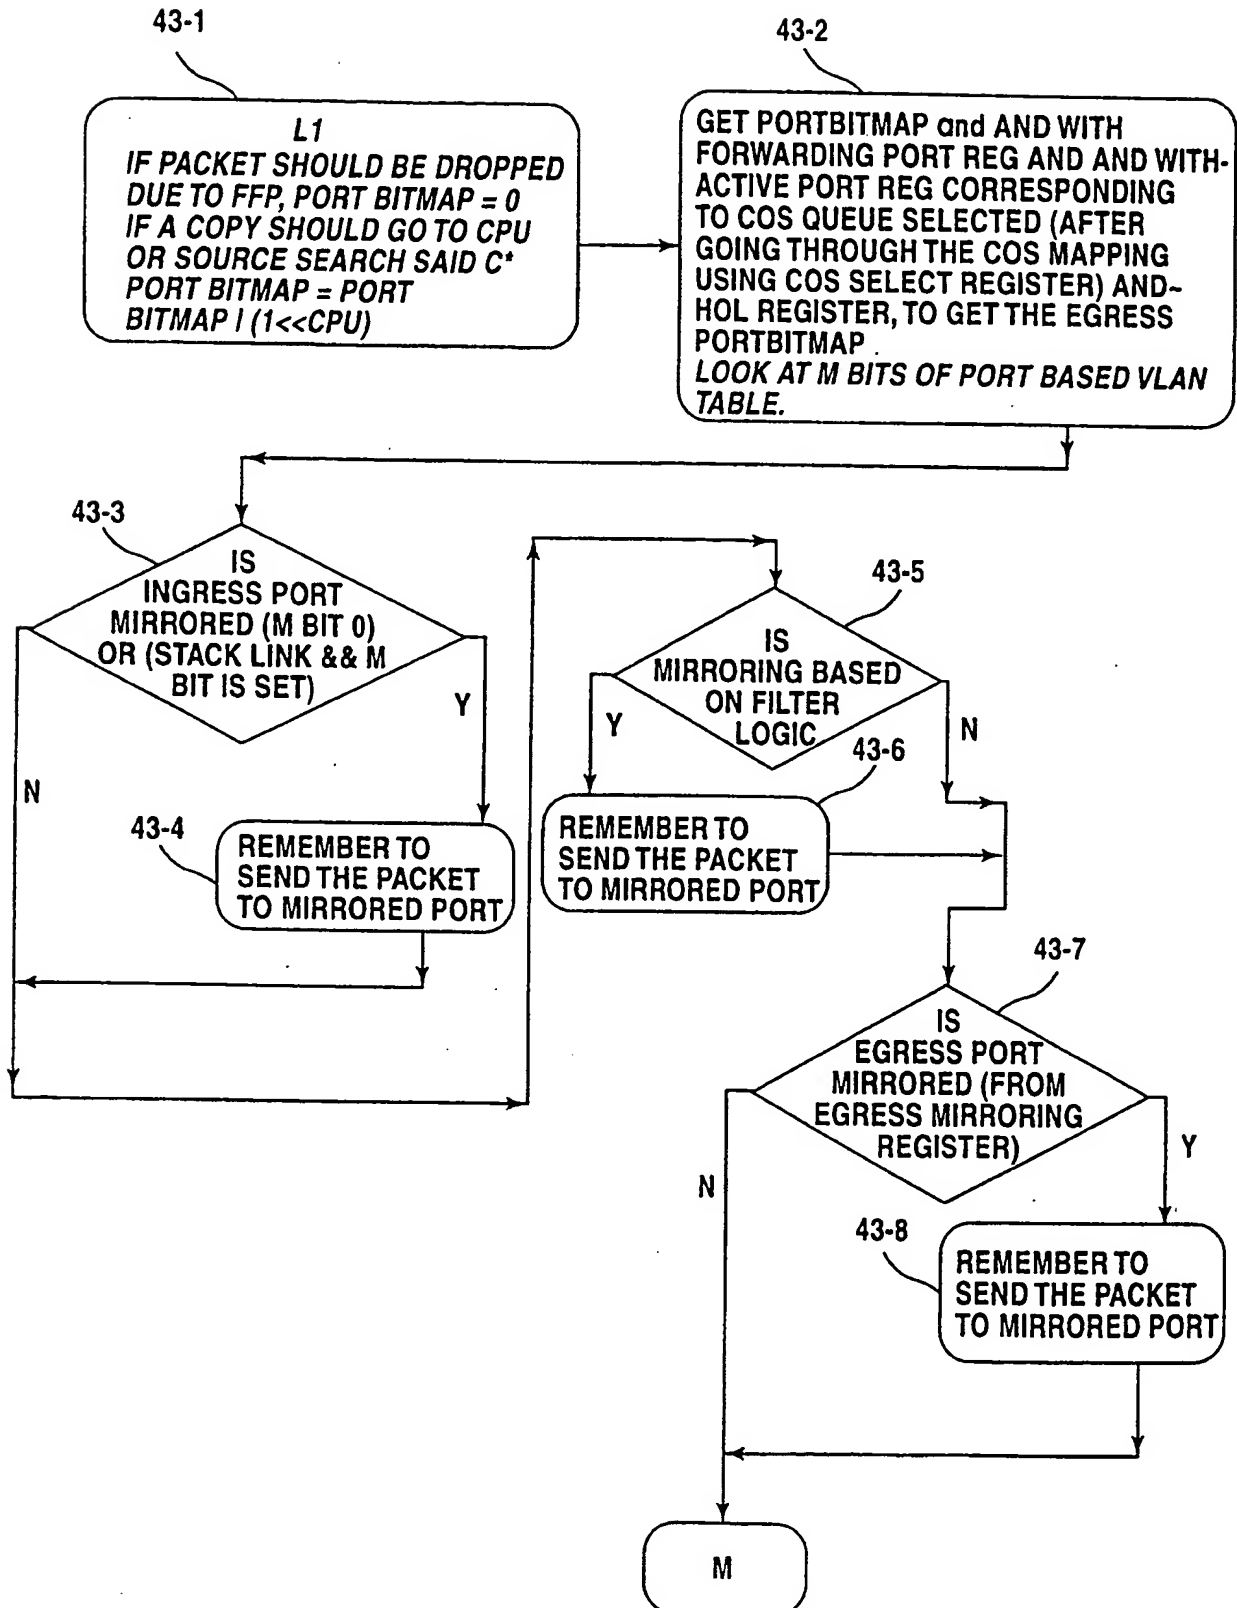 43-1
L1
IF PACKET SHOULD BE DROPPED
DUE TO FFP, PORT BITMAP = 0
IF A COPY SHOULD GO TO CPU
OR SOURCE SEARCH SAID C*
PORT BITMAP = PORT
BITMAP I (1<<CPU)
43-2
GET PORTBITMAP and AND WITH
FORWARDING PORT REG AND AND WITH-
ACTIVE PORT REG CORRESPONDING
TO COS QUEUE SELECTED (AFTER
GOING THROUGH THE COS MAPPING
USING COS SELECT REGISTER) AND~
HOL REGISTER, TO GET THE EGRESS
PORTBITMAP
LOOK AT M BITS OF PORT BASED VLAN
TABLE.
43-3
IS
INGRESS PORT
MIRRORED (M BIT 0)
OR (STACK LINK && M
BIT IS SET)
Y
N
43-4
REMEMBER TO
SEND THE PACKET
TO MIRRORED PORT
43-5
IS
MIRRORING BASED
ON FILTER
LOGIC
Y
N
43-6
REMEMBER TO
SEND THE PACKET
TO MIRRORED PORT
43-7
IS
EGRESS PORT
MIRRORED (FROM
EGRESS MIRRORING
REGISTER)
Y
N
43-8
REMEMBER TO
SEND THE PACKET
TO MIRRORED PORT
M